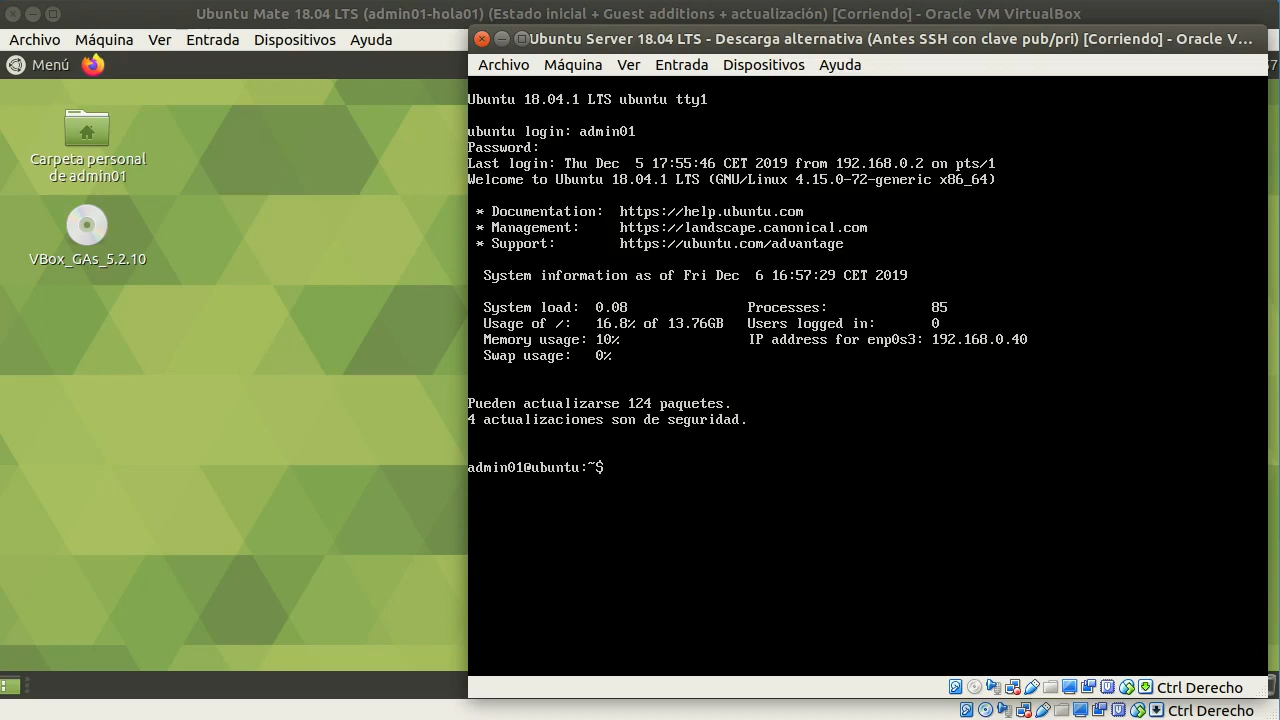 Ubuntu Mate 18.04 LTS (admin01-hola01) (Estado inicial + Guest additions + actualización) [Corriendo] - Oracle VM VirtualBox
Archivo Máquina Ver Entrada Dispositivos Ayuda
Menú
Carpeta personal
de admin01
VBox_GAs_5.2.10
Ubuntu Server 18.04 LTS - Descarga alternativa (Antes SSH con clave pub/pri) [Corriendo] - Oracle V...
Archivo Máquina Ver Entrada Dispositivos Ayuda
Ubuntu 18.04.1 LTS ubuntu tty1
ubuntu login: admin01
Password:
Last login: Thu Dec  5 17:55:46 CET 2019 from 192.168.0.2 on pts/1
Welcome to Ubuntu 18.04.1 LTS (GNU/Linux 4.15.0-72-generic x86_64)
* Documentation:  https://help.ubuntu.com
* Management:     https://landscape.canonical.com
* Support:        https://ubuntu.com/advantage
System information as of Fri Dec  6 16:57:29 CET 2019
System load:  0.08               Processes:             85
Usage of /:   16.8% of 13.76GB   Users logged in:       0
Memory usage: 10%                IP address for enp0s3: 192.168.0.40
Swap usage:   0%
Pueden actualizarse 124 paquetes.
4 actualizaciones son de seguridad.
admin01@ubuntu:~$
Ctrl Derecho
Ctrl Derecho